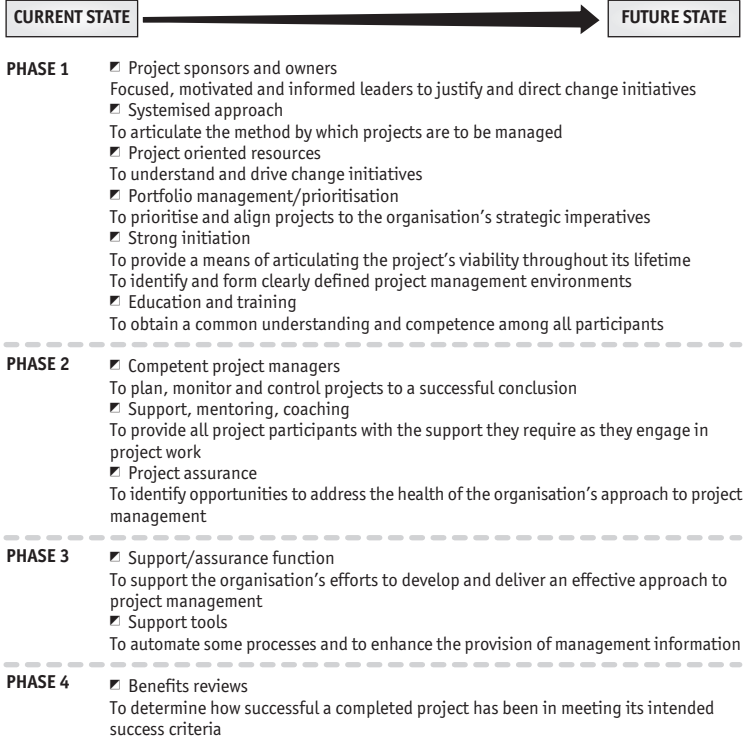 CURRENT STATE
FUTURE STATE
PHASE 1
Project sponsors and owners
Focused, motivated and informed leaders to justify and direct change initiatives
Systemised approach
To articulate the method by which projects are to be managed
Project oriented resources
To understand and drive change initiatives
Portfolio management/prioritisation
To prioritise and align projects to the organisation’s strategic imperatives
Strong initiation
To provide a means of articulating the project’s viability throughout its lifetime
To identify and form clearly defined project management environments
Education and training
To obtain a common understanding and competence among all participants
PHASE 2
Competent project managers
To plan, monitor and control projects to a successful conclusion
Support, mentoring, coaching
To provide all project participants with the support they require as they engage in
project work
Project assurance
To identify opportunities to address the health of the organisation’s approach to project
management
PHASE 3
Support/assurance function
To support the organisation’s efforts to develop and deliver an effective approach to
project management
Support tools
To automate some processes and to enhance the provision of management information
PHASE 4
Benefits reviews
To determine how successful a completed project has been in meeting its intended
success criteria